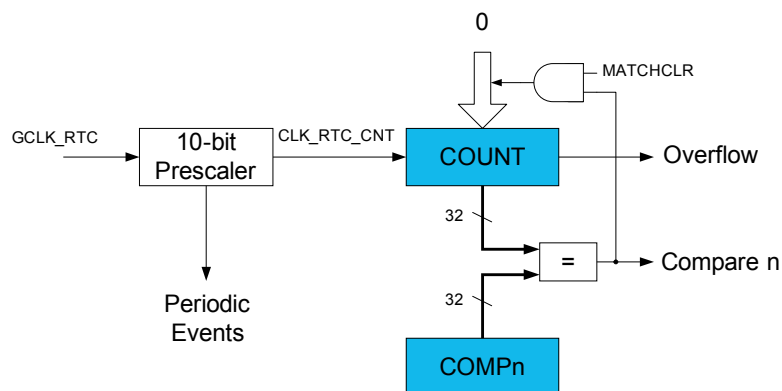 0
MATCHCLR
GCLK_RTC
10-bit
Prescaler
CLK_RTC_CNT
COUNT
Overflow
32
=
Compare n
Periodic
Events
32
COMPn